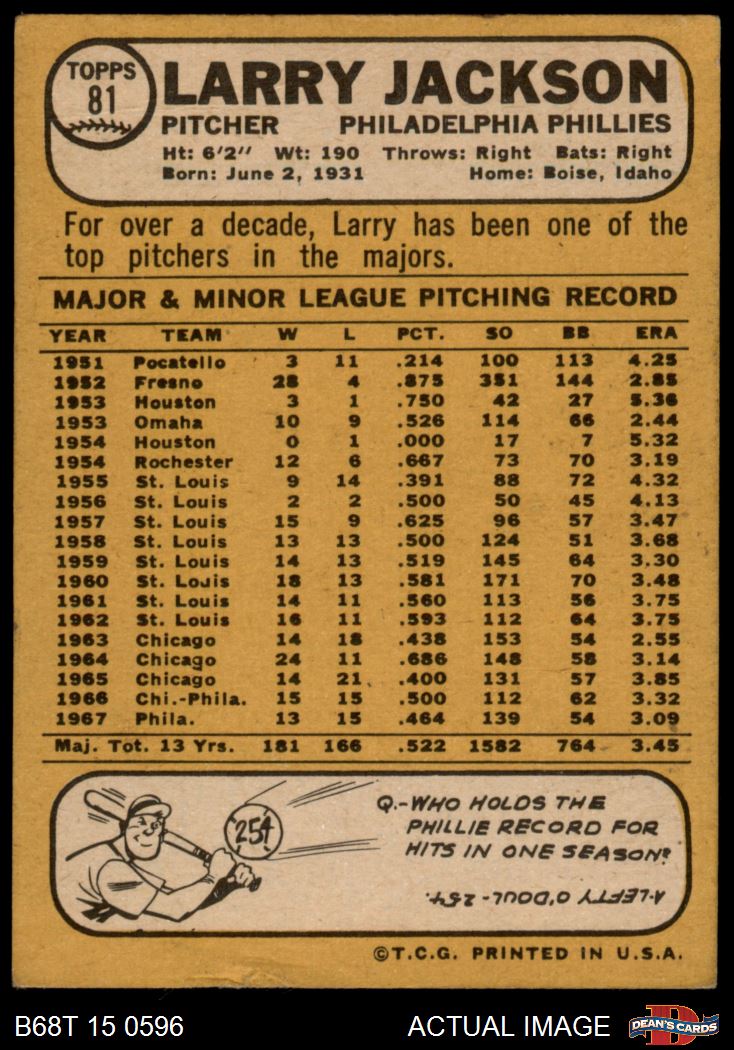 TOPPS
81
LARRY JACKSON
PITCHER PHILADELPHIA PHILLIES
Ht: 6'2" Wt: 190 Throws: Right Bats: Right
Born: June 2, 1931 Home: Boise, Idaho
For over a decade, Larry has been one of the
top pitchers in the majors.
MAJOR & MINOR LEAGUE PITCHING RECORD
YEAR TEAM W L PCT. SO BB ERA
1951 Pocatello 3 11 .214 100 113 4.25
1952 Fresno 28 4 .875 351 144 2.85
1953 Houston 3 1 .750 42 27 5.36
1953 Omaha 10 9 .526 114 66 2.44
1954 Houston 0 1 .000 17 7 5.32
1954 Rochester 12 6 .667 73 70 3.19
1955 St. Louis 9 14 .391 88 72 4.32
1956 St. Louis 2 2 .500 50 45 4.13
1957 St. Louis 15 9 .625 96 57 3.47
1958 St. Louis 13 13 .500 124 51 3.68
1959 St. Louis 14 13 .519 145 64 3.30
1960 St. Louis 18 13 .581 171 70 3.48
1961 St. Louis 14 11 .560 113 56 3.75
1962 St. Louis 16 11 .593 112 64 3.75
1963 Chicago 14 18 .438 153 54 2.55
1964 Chicago 24 11 .686 148 58 3.14
1965 Chicago 14 21 .400 131 57 3.85
1966 Chi.-Phila. 15 15 .500 112 62 3.32
1967 Phila. 13 15 .464 139 54 3.09
Maj. Tot. 13 Yrs. 181 166 .522 1582 764 3.45
254
Q.-WHO HOLDS THE
PHILLIE RECORD FOR
HITS IN ONE SEASON?
A-LEFTY O'DOUL-254.
©T.C.G. PRINTED IN U.S.A.
B68T 15 0596 ACTUAL IMAGE DEAN'S CARDS